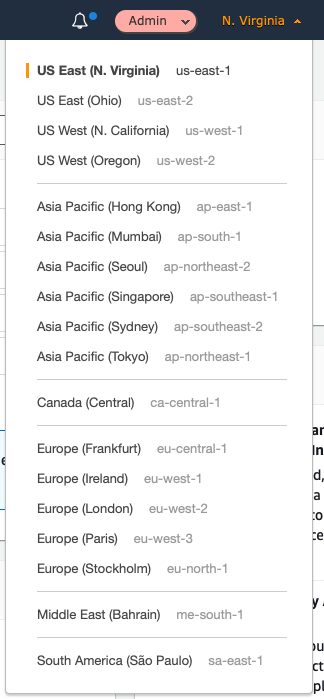 Admin N. Virginia
US East (N. Virginia) us-east-1
US East (Ohio) us-east-2
US West (N. California) us-west-1
US West (Oregon) us-west-2
Asia Pacific (Hong Kong) ap-east-1
Asia Pacific (Mumbai) ap-south-1
Asia Pacific (Seoul) ap-northeast-2
Asia Pacific (Singapore) ap-southeast-1
Asia Pacific (Sydney) ap-southeast-2
Asia Pacific (Tokyo) ap-northeast-1
Canada (Central) ca-central-1
Europe (Frankfurt) eu-central-1
Europe (Ireland) eu-west-1
Europe (London) eu-west-2
Europe (Paris) eu-west-3
Europe (Stockholm) eu-north-1
Middle East (Bahrain) me-south-1
South America (São Paulo) sa-east-1